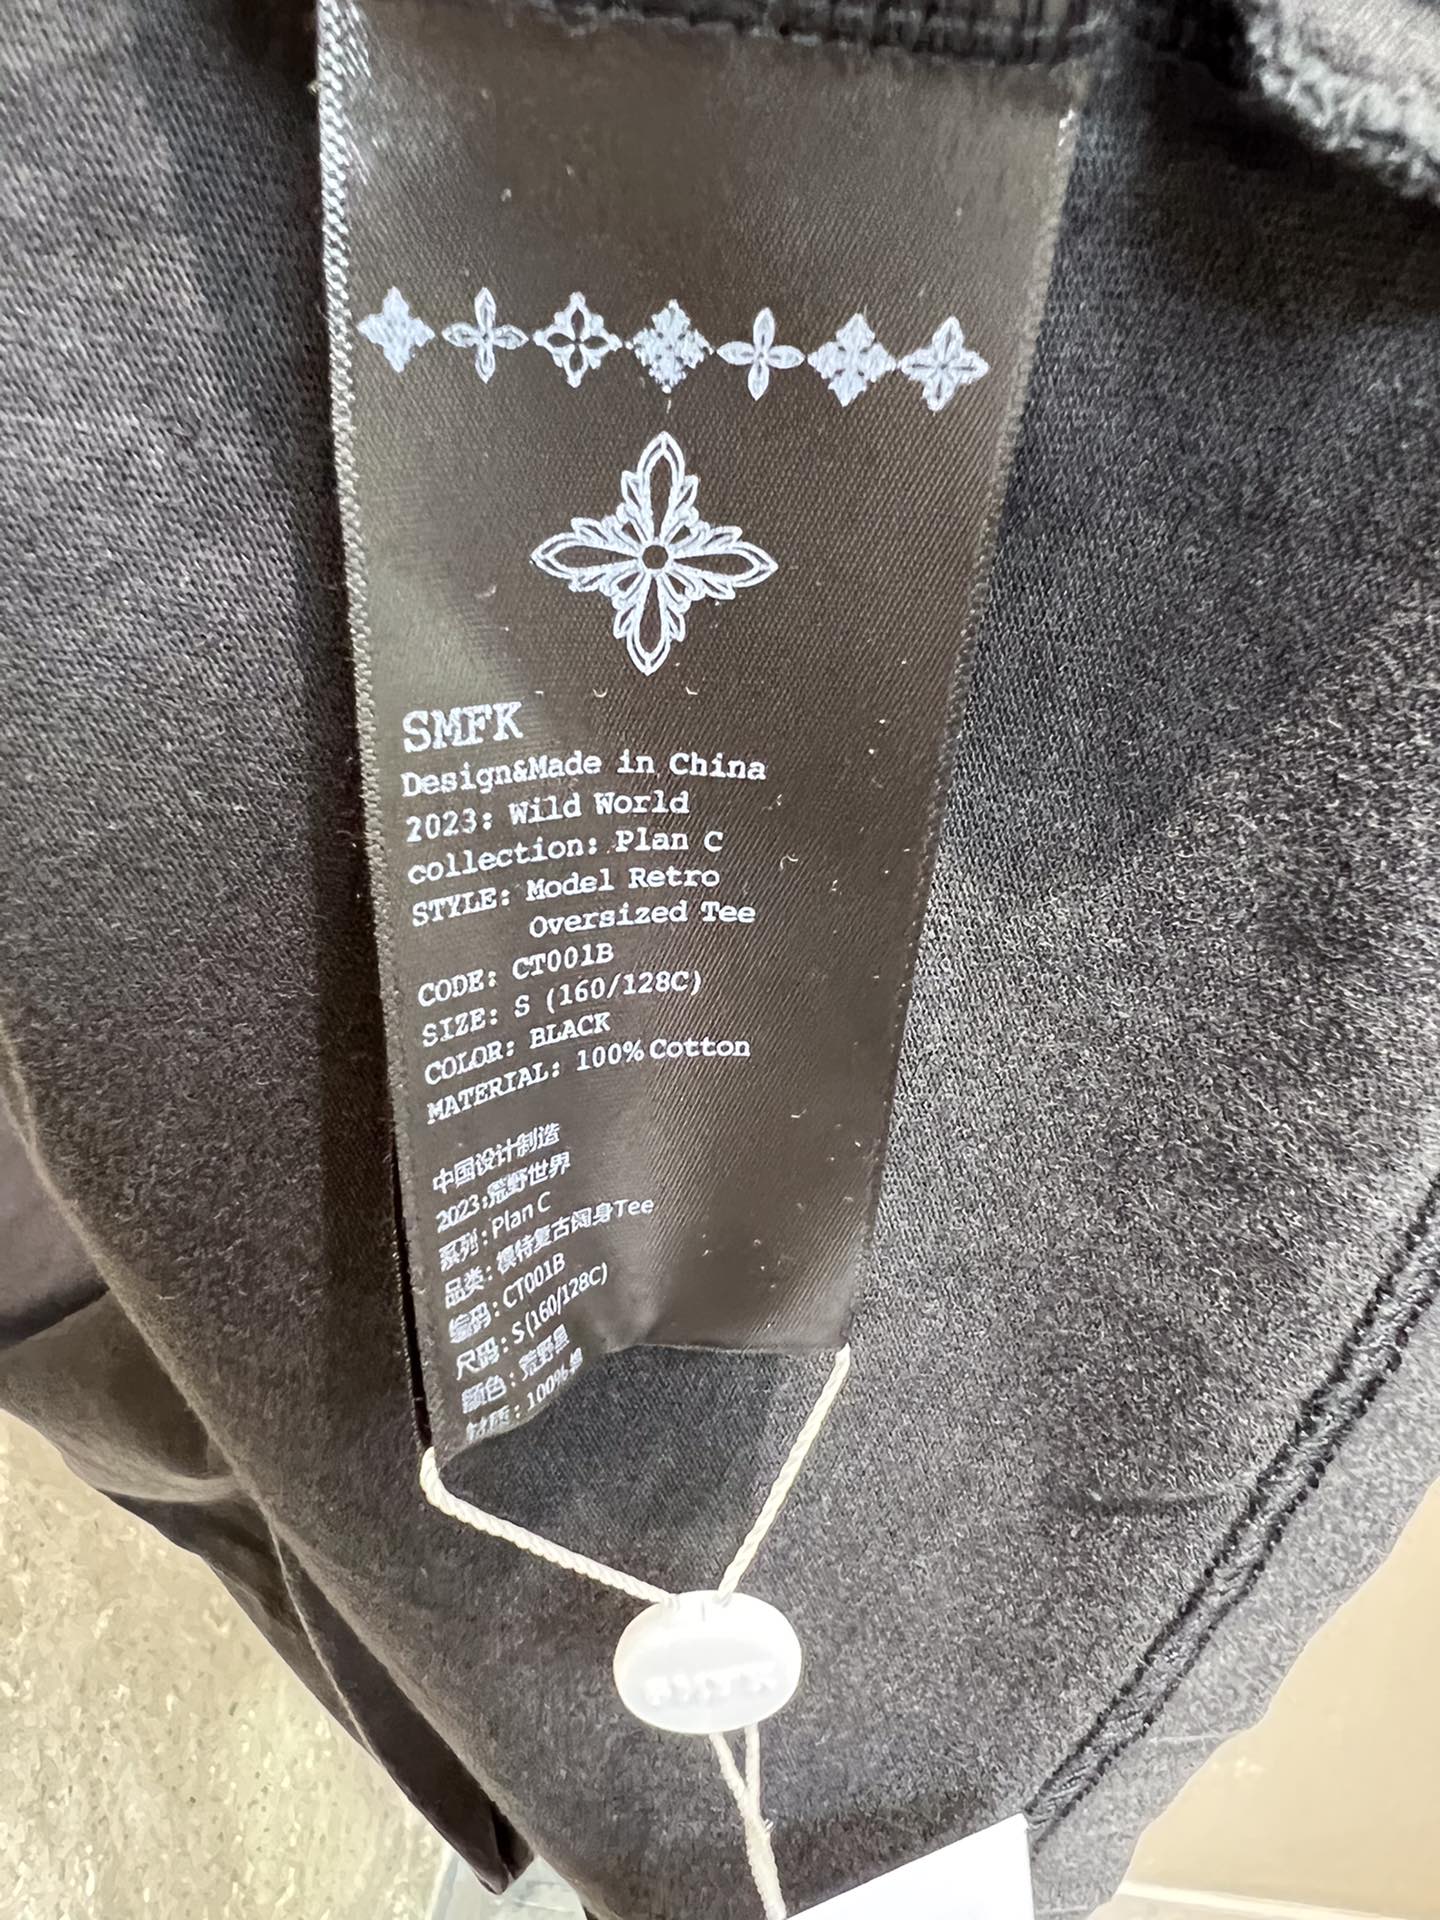 SMFK
Design&Made in China
2023: Wild World
collection: Plan C
STYLE: Model Retro
Oversized Tee
CODE: CT001B
SIZE: S (160/128C)
COLOR: BLACK
MATERIAL: 100% Cotton
中国设计制造
2023:荒野世界
系列: Plan C
品类: 模特复古阔身Tee
编码: CT001B
尺码: S(160/128C)
颜色: 荒野黑
材质: 100%棉
SMFK